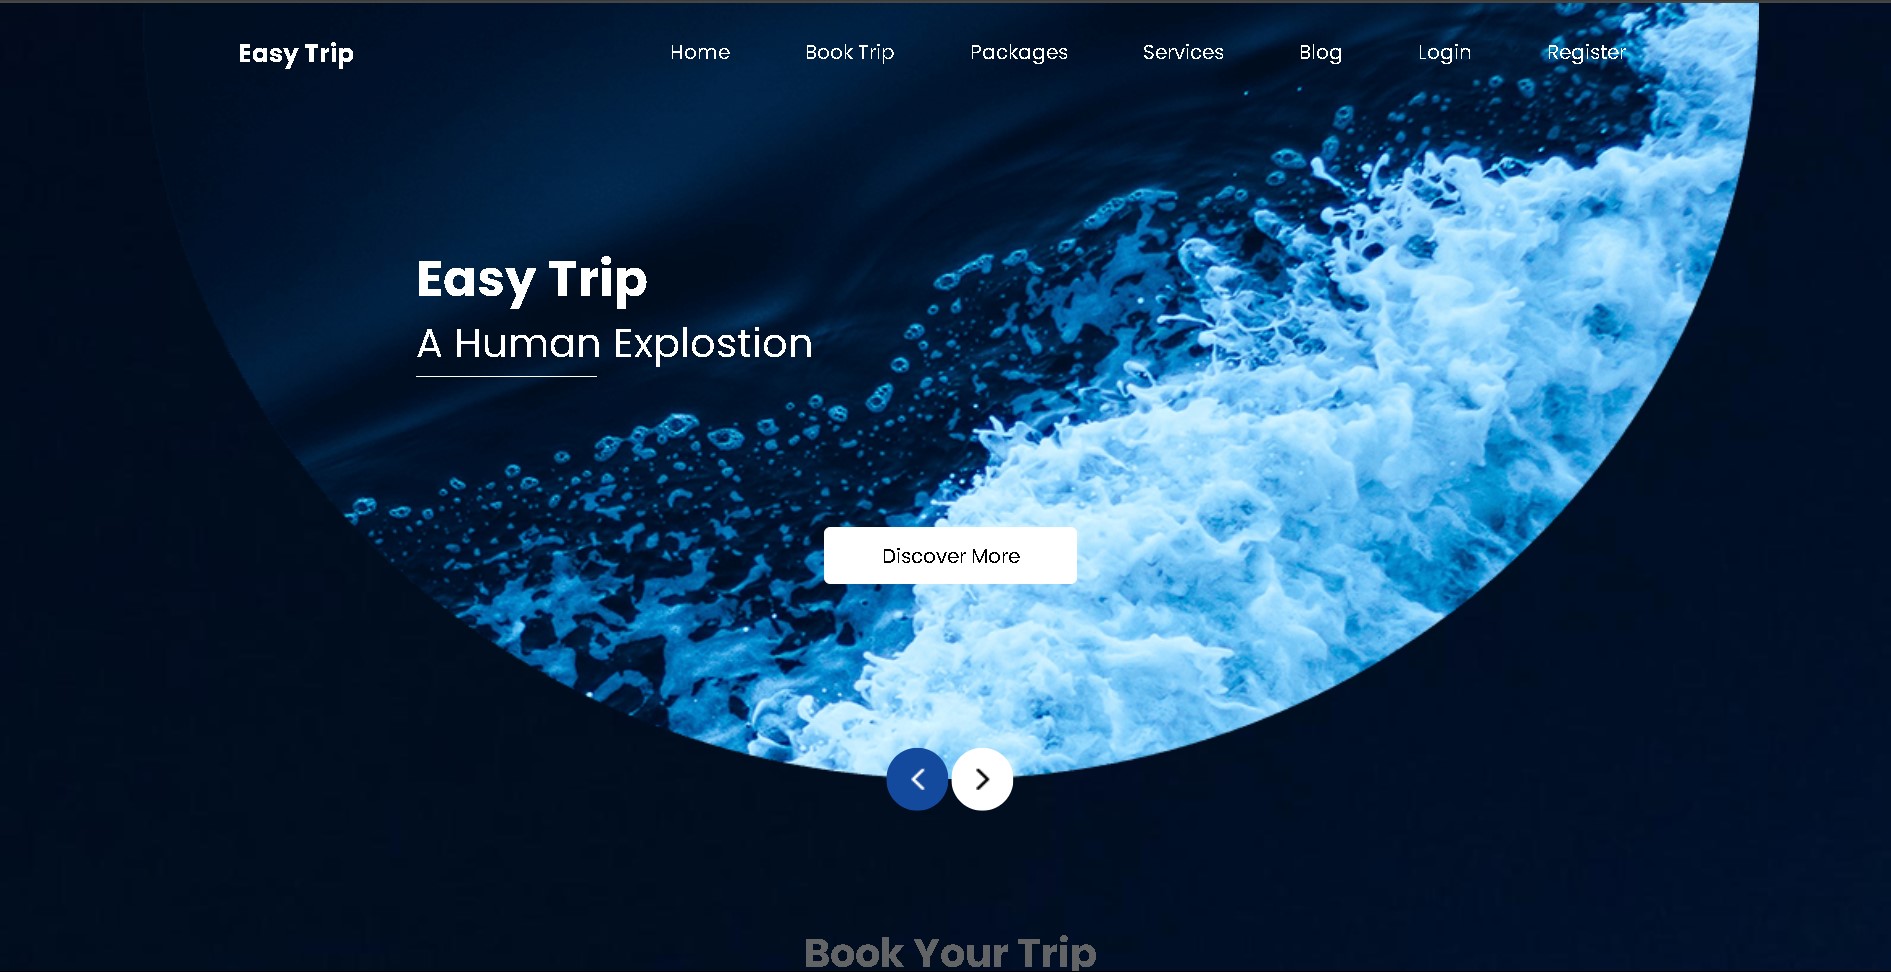 Easy Trip
Home Book Trip Packages Services Blog Login Register
Easy Trip
A Human Explostion
Discover More
Book Your Trip